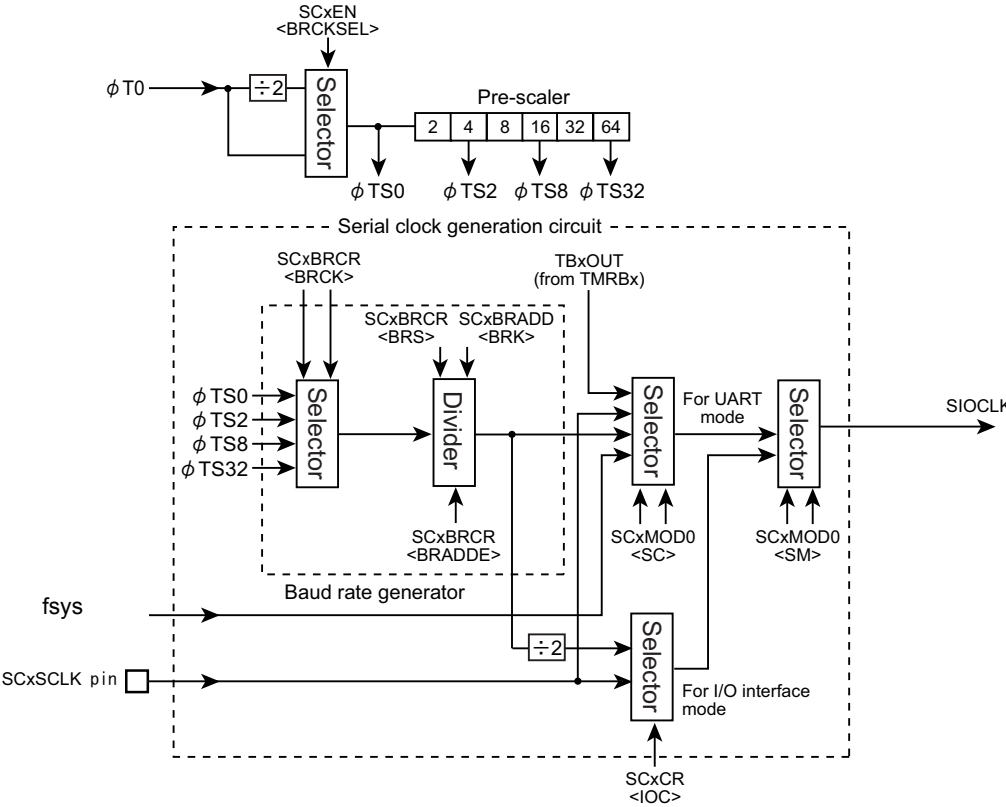 SCxEN
<BRCKSEL>
φT0
÷2
Selector
Pre-scaler
2 4 8 16 32 64
φTS0 φTS2 φTS8 φTS32
Serial clock generation circuit
SCxBRCR
<BRCK>
TBxOUT
(from TMRBx)
SCxBRCR
<BRS>
SCxBRADD
<BRK>
φTS0
φTS2
φTS8
φTS32
Selector
Divider
Selector
For UART
mode
Selector
SIOCLK
SCxBRCR
<BRADDE>
SCxMOD0
<SC>
SCxMOD0
<SM>
Baud rate generator
fsys
÷2
Selector
SCxSCLK pin
For I/O interface
mode
SCxCR
<IOC>